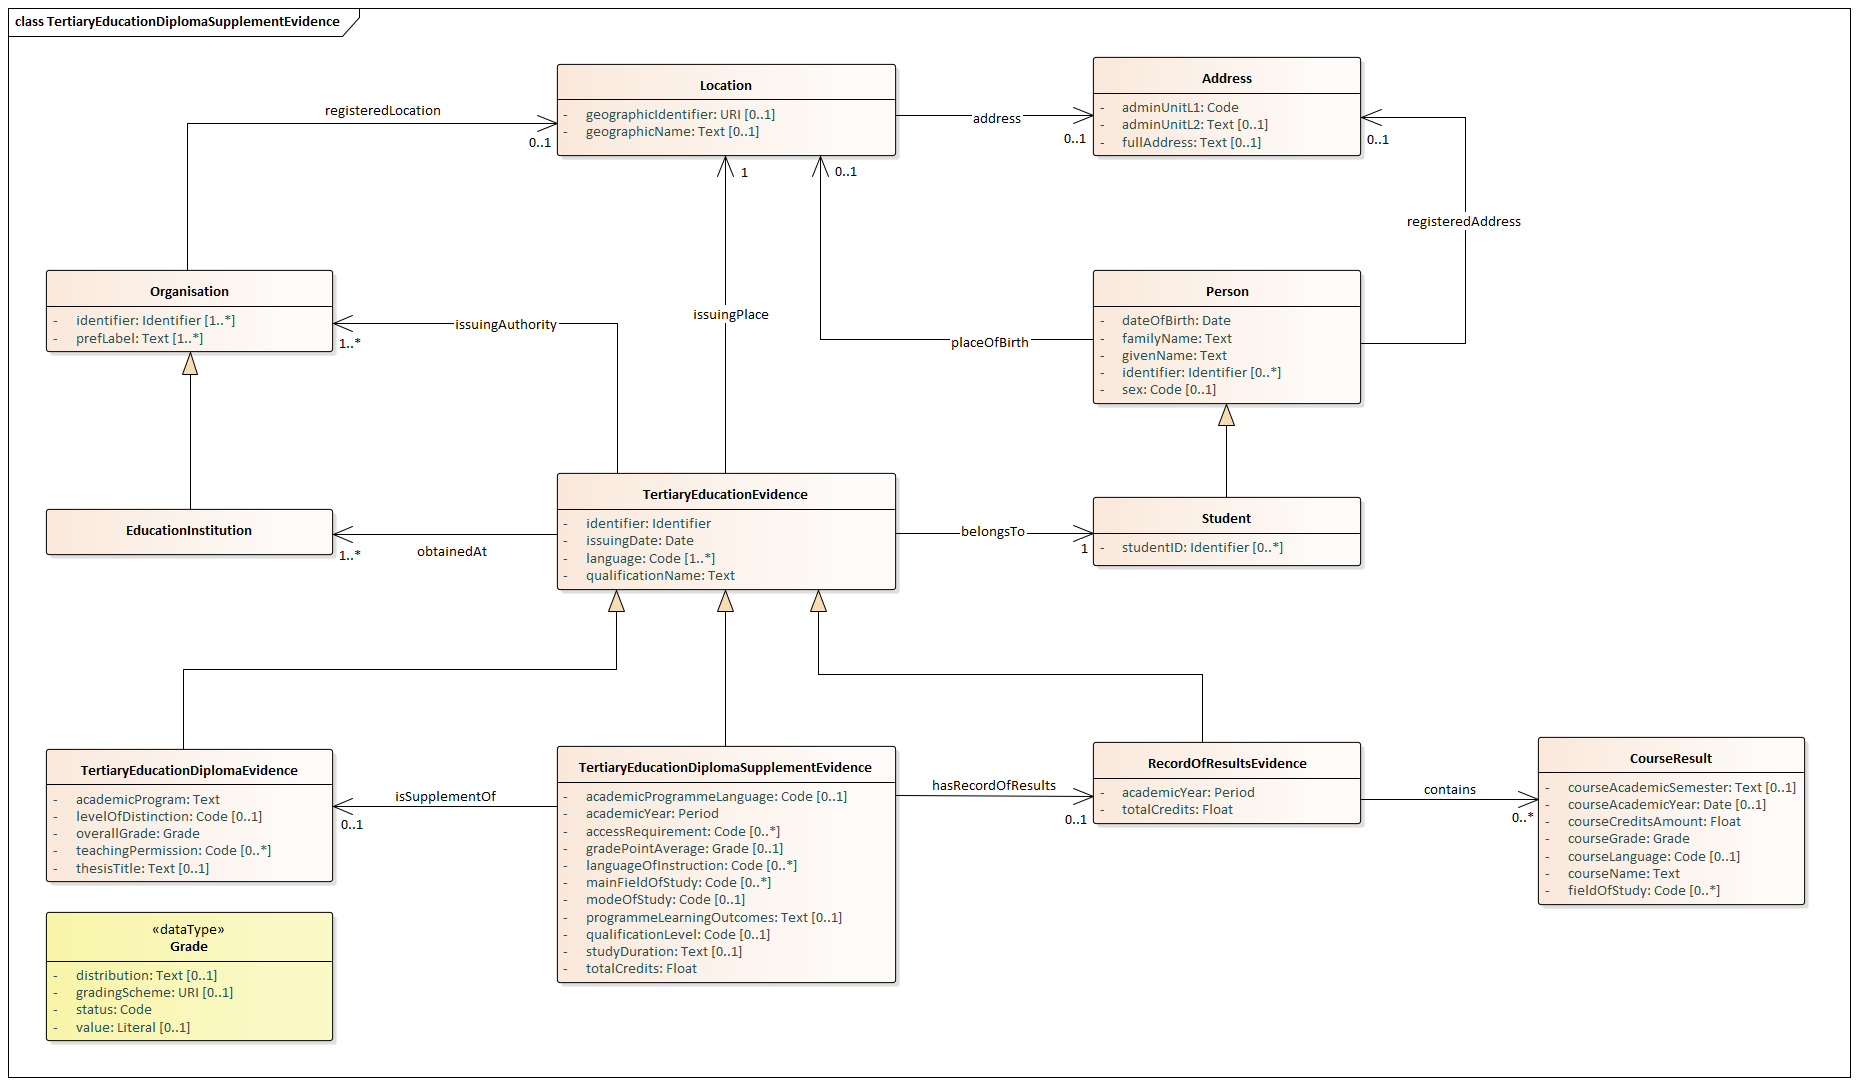 class TertiaryEducationDiplomaSupplementEvidence
Location
- geographicIdentifier: URI [0..1]
- geographicName: Text [0..1]
Address
- adminUnitL1: Code
- adminUnitL2: Text [0..1]
- fullAddress: Text [0..1]
registeredLocation
0..1
address
0..1
0..1
1
0..1
registeredAddress
Organisation
- identifier: Identifier [1..*]
- prefLabel: Text [1..*]
issuingAuthority
1..*
issuingPlace
placeOfBirth
Person
- dateOfBirth: Date
- familyName: Text
- givenName: Text
- identifier: Identifier [0..*]
- sex: Code [0..1]
EducationInstitution
obtainedAt
1..*
TertiaryEducationEvidence
- identifier: Identifier
- issuingDate: Date
- language: Code [1..*]
- qualificationName: Text
belongsTo
1
Student
- studentID: Identifier [0..*]
TertiaryEducationDiplomaEvidence
- academicProgram: Text
- levelOfDistinction: Code [0..1]
- overallGrade: Grade
- teachingPermission: Code [0..*]
- thesisTitle: Text [0..1]
isSupplementOf
0..1
TertiaryEducationDiplomaSupplementEvidence
- academicProgrammeLanguage: Code [0..1]
- academicYear: Period
- accessRequirement: Code [0..*]
- gradePointAverage: Grade [0..1]
- languageOfInstruction: Code [0..*]
- mainFieldOfStudy: Code [0..*]
- modeOfStudy: Code [0..1]
- programmeLearningOutcomes: Text [0..1]
- qualificationLevel: Code [0..1]
- studyDuration: Text [0..1]
- totalCredits: Float
hasRecordOfResults
0..1
RecordOfResultsEvidence
- academicYear: Period
- totalCredits: Float
contains
0..*
CourseResult
- courseAcademicSemester: Text [0..1]
- courseAcademicYear: Date [0..1]
- courseCreditsAmount: Float
- courseGrade: Grade
- courseLanguage: Code [0..1]
- courseName: Text
- fieldOfStudy: Code [0..*]
«dataType»
Grade
- distribution: Text [0..1]
- gradingScheme: URI [0..1]
- status: Code
- value: Literal [0..1]